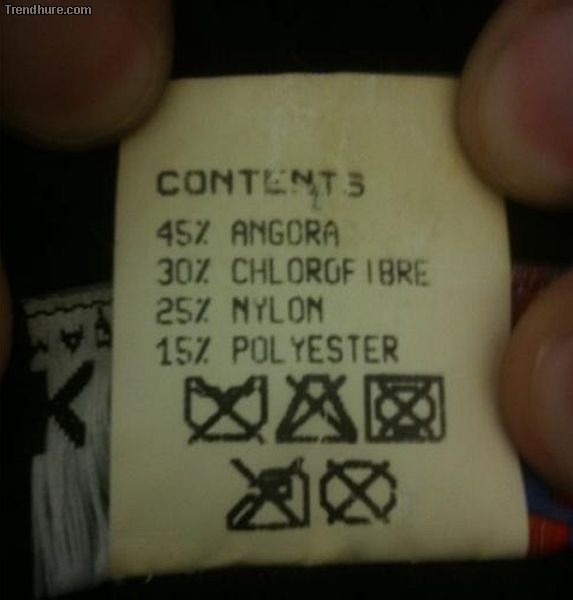 Trendhure.com
CONTENTS
45% ANGORA
30% CHLOROFIBRE
25% NYLON
15% POLYESTER
K